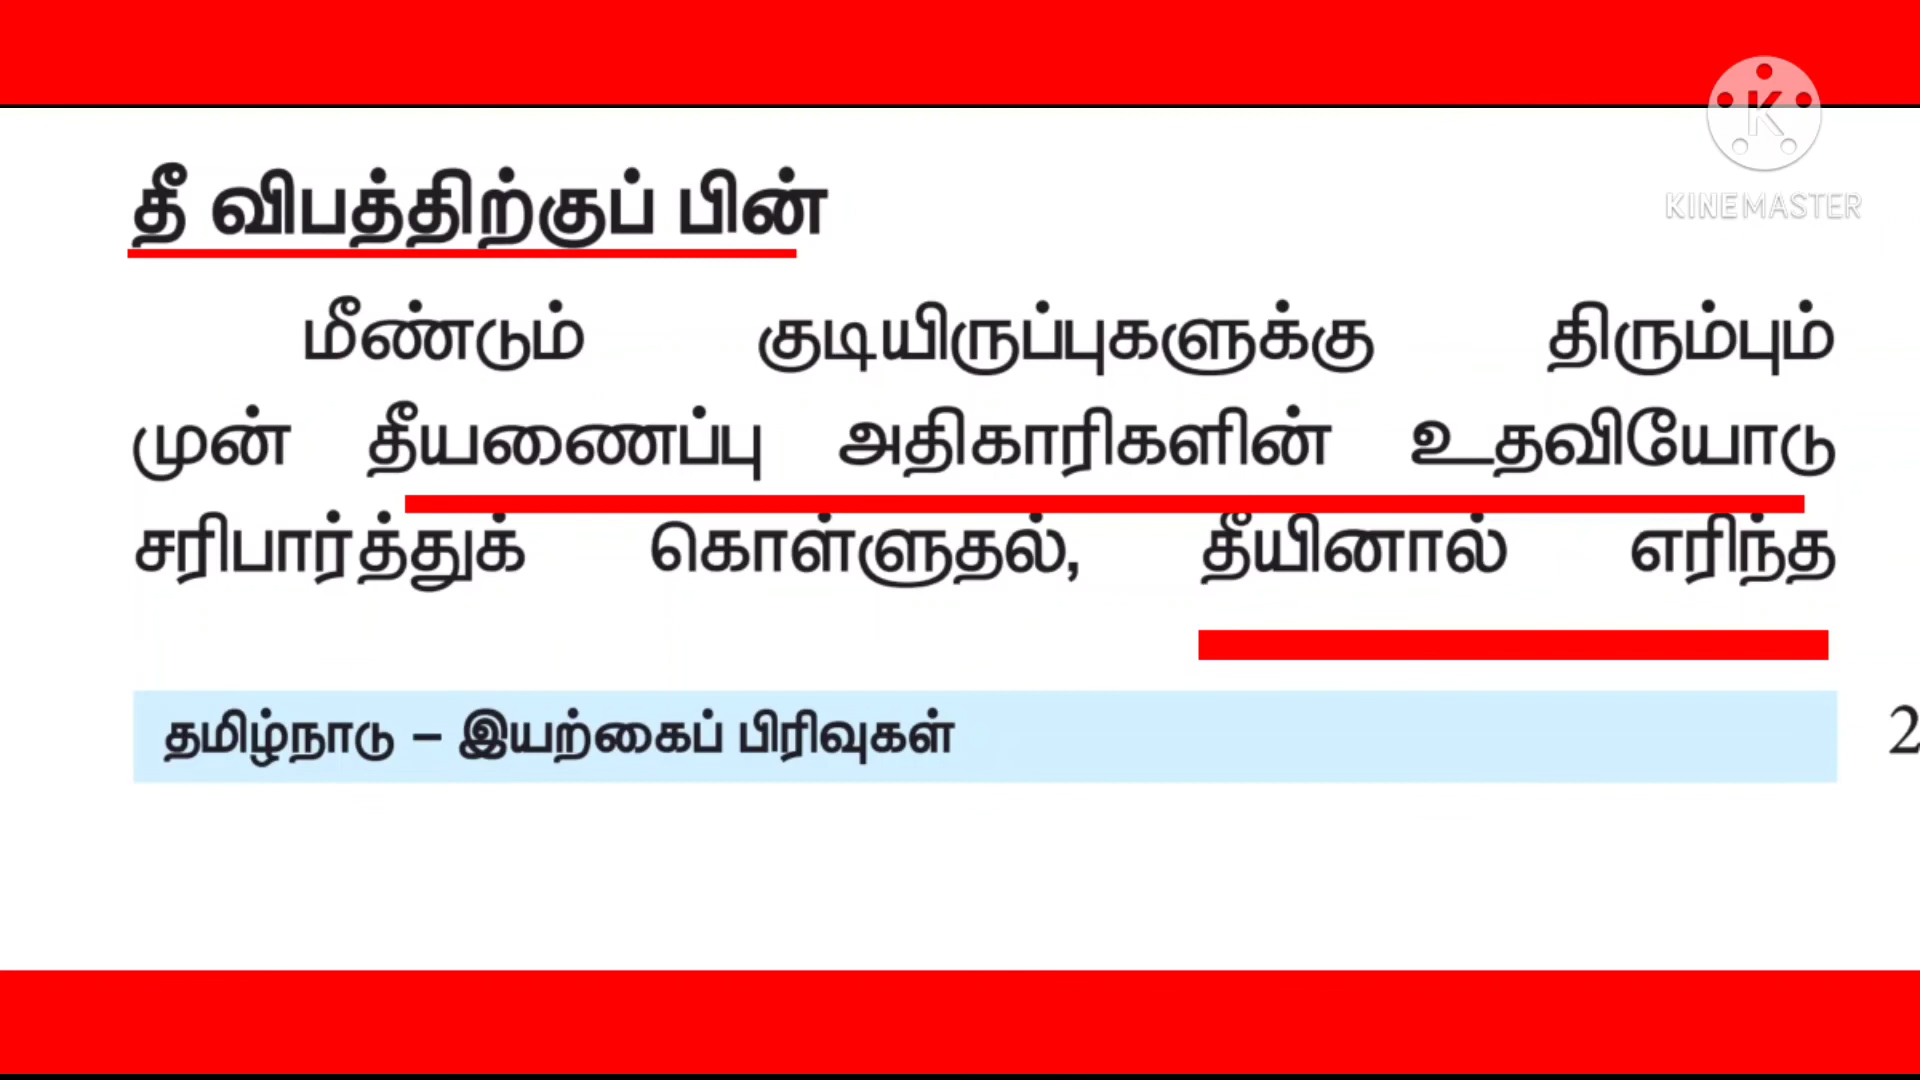 KINEMASTER
தீ விபத்திற்குப் பின்
மீண்டும் குடியிருப்புகளுக்கு திரும்பும்
முன் தீயணைப்பு அதிகாரிகளின் உதவியோடு
சரிபார்த்துக் கொள்ளுதல், தீயினால் எரிந்த
தமிழ்நாடு – இயற்கைப் பிரிவுகள் 2